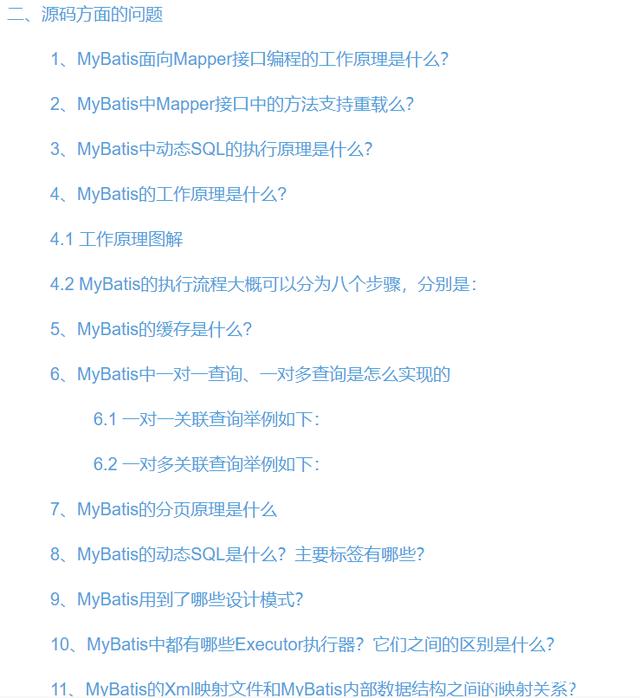 二、源码方面的问题
1、MyBatis面向Mapper接口编程的工作原理是什么？
2、MyBatis中Mapper接口中的方法支持重载么？
3、MyBatis中动态SQL的执行原理是什么？
4、MyBatis的工作原理是什么？
4.1 工作原理图解
4.2 MyBatis的执行流程大概可以分为八个步骤，分别是：
5、MyBatis的缓存是什么？
6、MyBatis中一对一查询、一对多查询是怎么实现的
6.1 一对一关联查询举例如下：
6.2 一对多关联查询举例如下：
7、MyBatis的分页原理是什么
8、MyBatis的动态SQL是什么？主要标签有哪些？
9、MyBatis用到了哪些设计模式？
10、MyBatis中都有哪些Executor执行器？它们之间的区别是什么？
11、MyBatis的Xml映射文件和MyBatis内部数据结构之间的映射关系？